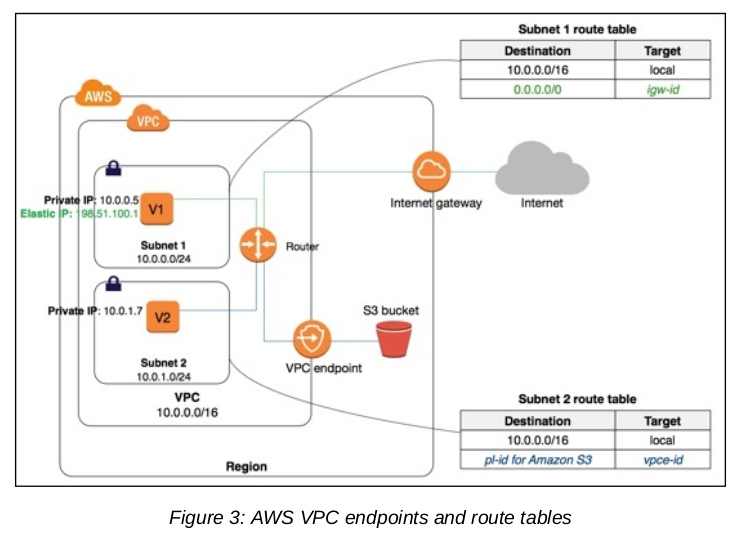 Subnet 1 route table
Destination Target
10.0.0.0/16 local
0.0.0.0/0 igw-id
AWS
VPC
Private IP: 10.0.0.5
Elastic IP: 198.51.100.1
V1
Subnet 1
10.0.0.0/24
Router
Internet gateway
Internet
Private IP: 10.0.1.7
V2
Subnet 2
10.0.1.0/24
VPC
10.0.0.0/16
VPC endpoint
S3 bucket
Region
Subnet 2 route table
Destination Target
10.0.0.0/16 local
pl-id for Amazon S3 vpce-id
Figure 3: AWS VPC endpoints and route tables